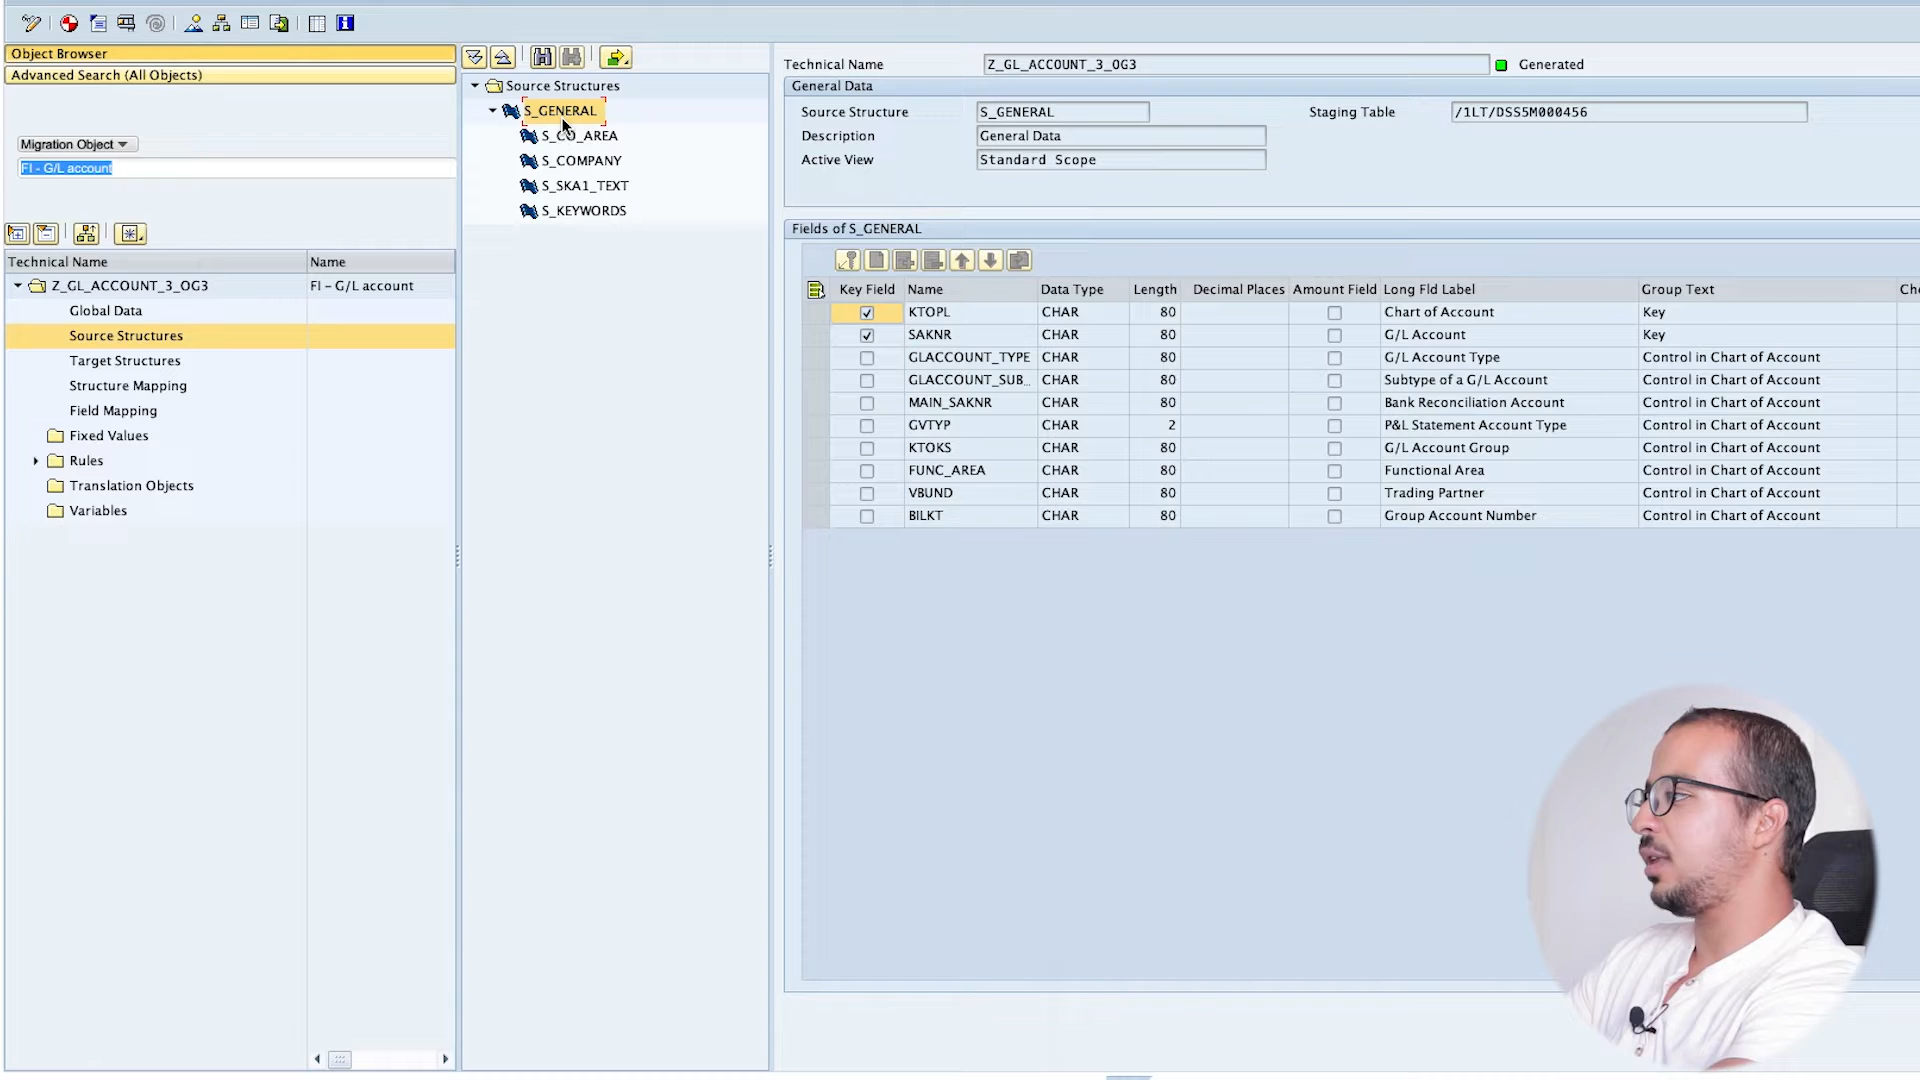 Object Browser
Advanced Search (All Objects)
Migration Object
FI - G/L account
Technical Name Name
Z_GL_ACCOUNT_3_OG3 FI - G/L account
Global Data
Source Structures
Target Structures
Structure Mapping
Field Mapping
Fixed Values
Rules
Translation Objects
Variables
Source Structures
S_GENERAL
S_CO_AREA
S_COMPANY
S_SKA1_TEXT
S_KEYWORDS
Technical Name Z_GL_ACCOUNT_3_OG3 Generated
General Data
Source Structure S_GENERAL Staging Table /1LT/DSS5M000456
Description General Data
Active View Standard Scope
Fields of S_GENERAL
Key Field Name Data Type Length Decimal Places Amount Field Long Fld Label Group Text Che
KTOPL CHAR 80 Chart of Account Key
SAKNR CHAR 80 G/L Account Key
GLACCOUNT_TYPE CHAR 80 G/L Account Type Control in Chart of Account
GLACCOUNT_SUB... CHAR 80 Subtype of a G/L Account Control in Chart of Account
MAIN_SAKNR CHAR 80 Bank Reconciliation Account Control in Chart of Account
GVTYP CHAR 2 P&L Statement Account Type Control in Chart of Account
KTOKS CHAR 80 G/L Account Group Control in Chart of Account
FUNC_AREA CHAR 80 Functional Area Control in Chart of Account
VBUND CHAR 80 Trading Partner Control in Chart of Account
BILKT CHAR 80 Group Account Number Control in Chart of Account